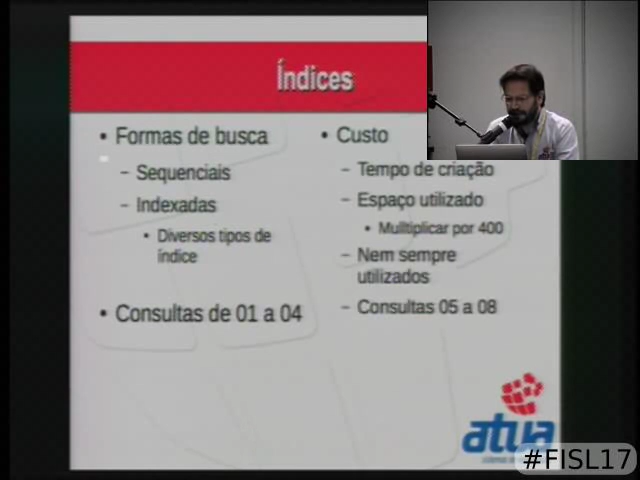 Índices
• Formas de busca
– Sequenciais
– Indexadas
• Diversos tipos de
índice
• Consultas de 01 a 04
• Custo
– Tempo de criação
– Espaço utilizado
• Mulltiplicar por 400
– Nem sempre
utilizados
– Consultas 05 a 08
atua
#FISL17